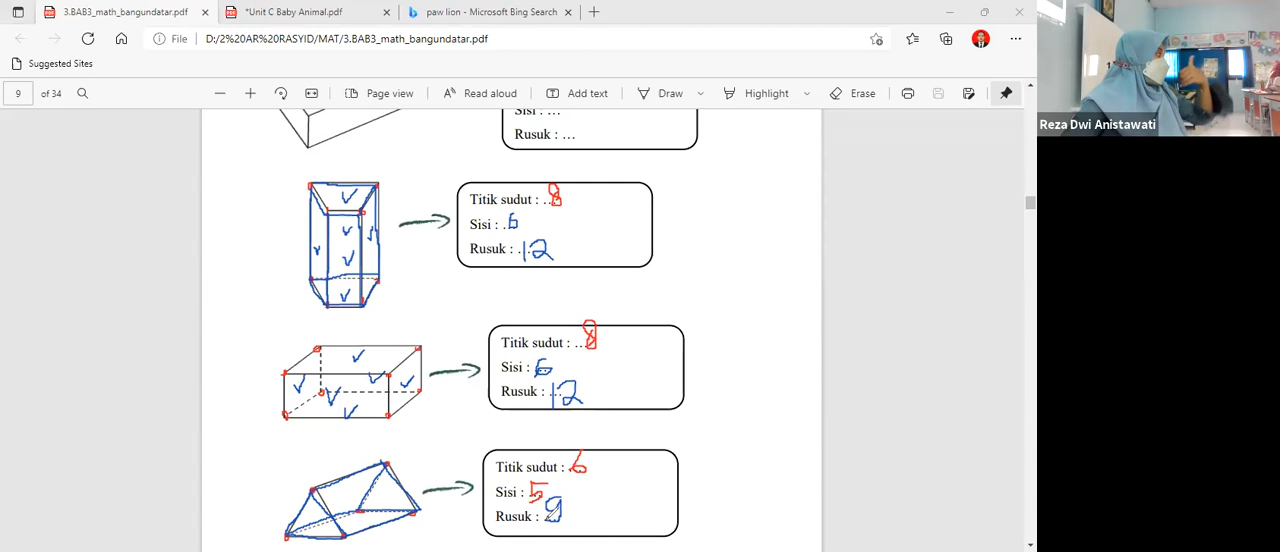 3.BAB3_math_bangundatar.pdf
*Unit C Baby Animal.pdf
paw lion - Microsoft Bing Search
File
D:/2%20AR%20RASYID/MAT/3.BAB3_math_bangundatar.pdf
Suggested Sites
9 of 34
Page view
Read aloud
Add text
Draw
Highlight
Erase
Reza Dwi Anistawati
Sisi : …
Rusuk : …
Titik sudut : … 8
Sisi : … 6
Rusuk : … 12
Titik sudut : … 8
Sisi : … 6
Rusuk : … 12
Titik sudut : … 6
Sisi : … 5
Rusuk : … 9